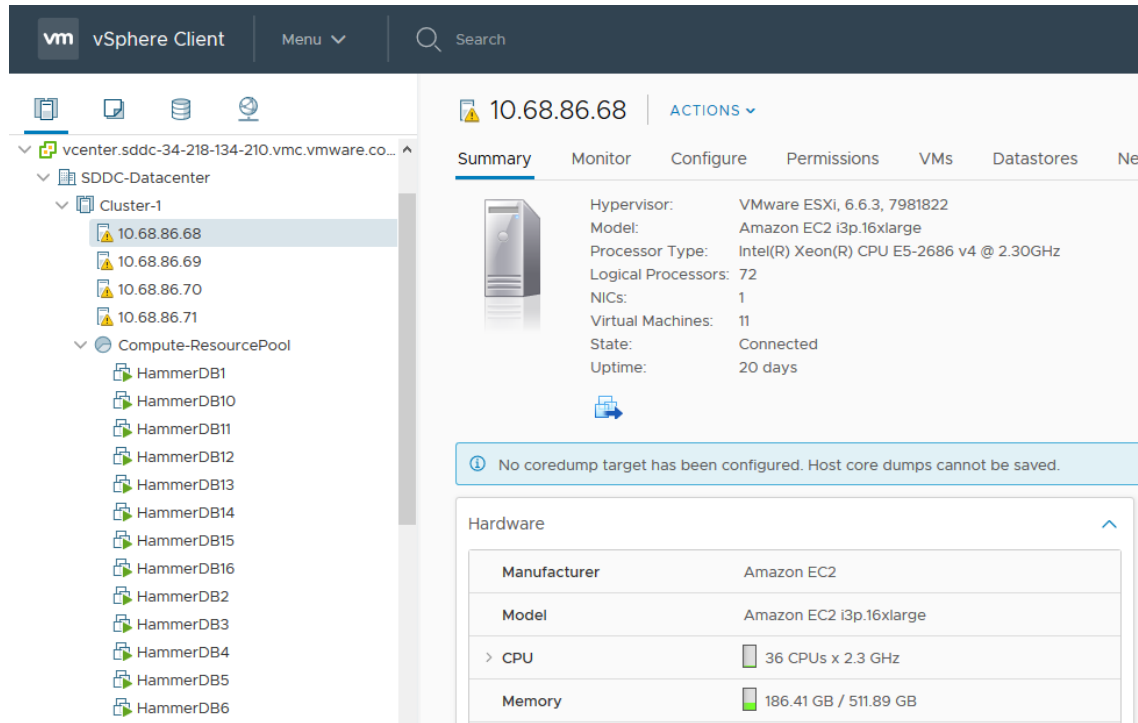 vm vSphere Client Menu Search
vcenter.sddc-34-218-134-210.vmc.vmware.co...
SDDC-Datacenter
Cluster-1
10.68.86.68
10.68.86.69
10.68.86.70
10.68.86.71
Compute-ResourcePool
HammerDB1
HammerDB10
HammerDB11
HammerDB12
HammerDB13
HammerDB14
HammerDB15
HammerDB16
HammerDB2
HammerDB3
HammerDB4
HammerDB5
HammerDB6
10.68.86.68 ACTIONS
Summary Monitor Configure Permissions VMs Datastores Ne
Hypervisor: VMware ESXi, 6.6.3, 7981822
Model: Amazon EC2 i3p.16xlarge
Processor Type: Intel(R) Xeon(R) CPU E5-2686 v4 @ 2.30GHz
Logical Processors: 72
NICs: 1
Virtual Machines: 11
State: Connected
Uptime: 20 days
No coredump target has been configured. Host core dumps cannot be saved.
Hardware
Manufacturer Amazon EC2
Model Amazon EC2 i3p.16xlarge
CPU 36 CPUs x 2.3 GHz
Memory 186.41 GB / 511.89 GB